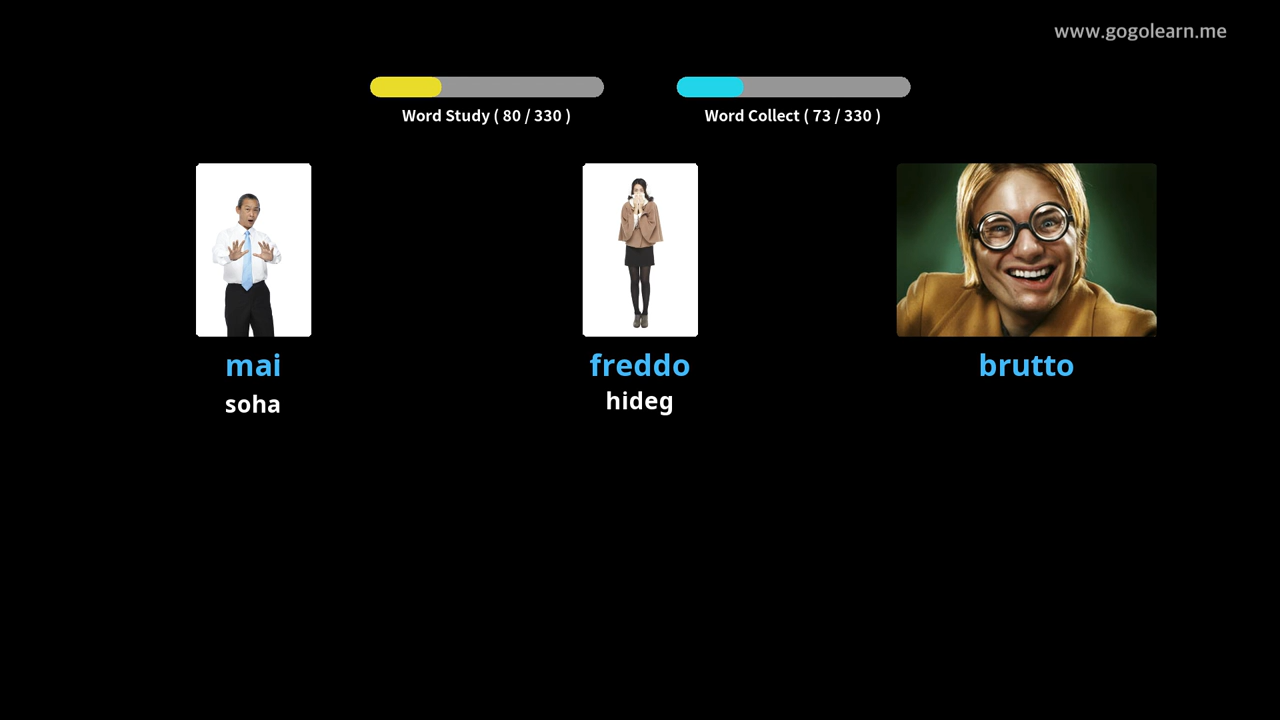 www.gogolearn.me
Word Study ( 80 / 330 )
Word Collect ( 73 / 330 )
mai
freddo
brutto
soha
hideg